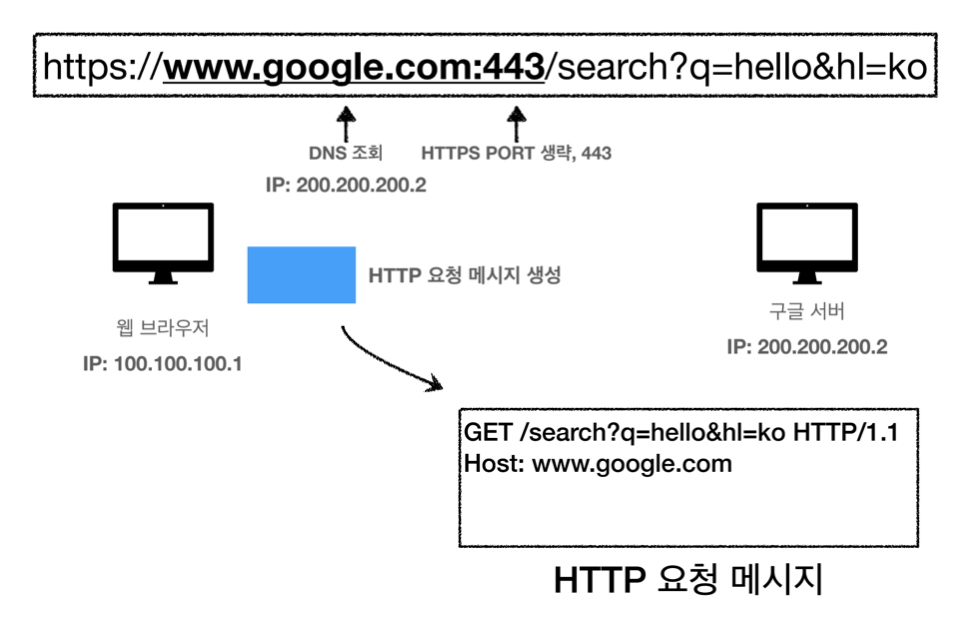 https://www.google.com:443/search?q=hello&hl=ko
DNS 조회
HTTPS PORT 생략, 443
IP: 200.200.200.2
HTTP 요청 메시지 생성
웹 브라우저
IP: 100.100.100.1
구글 서버
IP: 200.200.200.2
GET /search?q=hello&hl=ko HTTP/1.1
Host: www.google.com
HTTP 요청 메시지